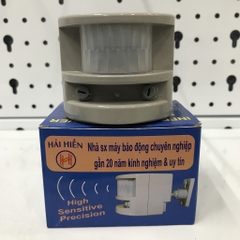 HẢI HIỀN
Nhà sx máy báo động chuyên nghiệp
gần 20 năm kinh nghiệm & uy tín
High
Sensitive
Precision